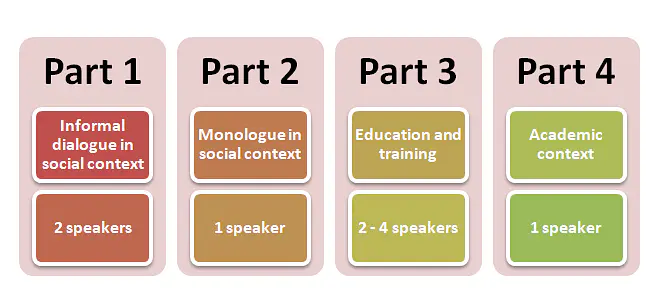 Part 1
Informal
dialogue in
social context
2 speakers
Part 2
Monologue in
social context
1 speaker
Part 3
Education and
training
2 - 4 speakers
Part 4
Academic
context
1 speaker